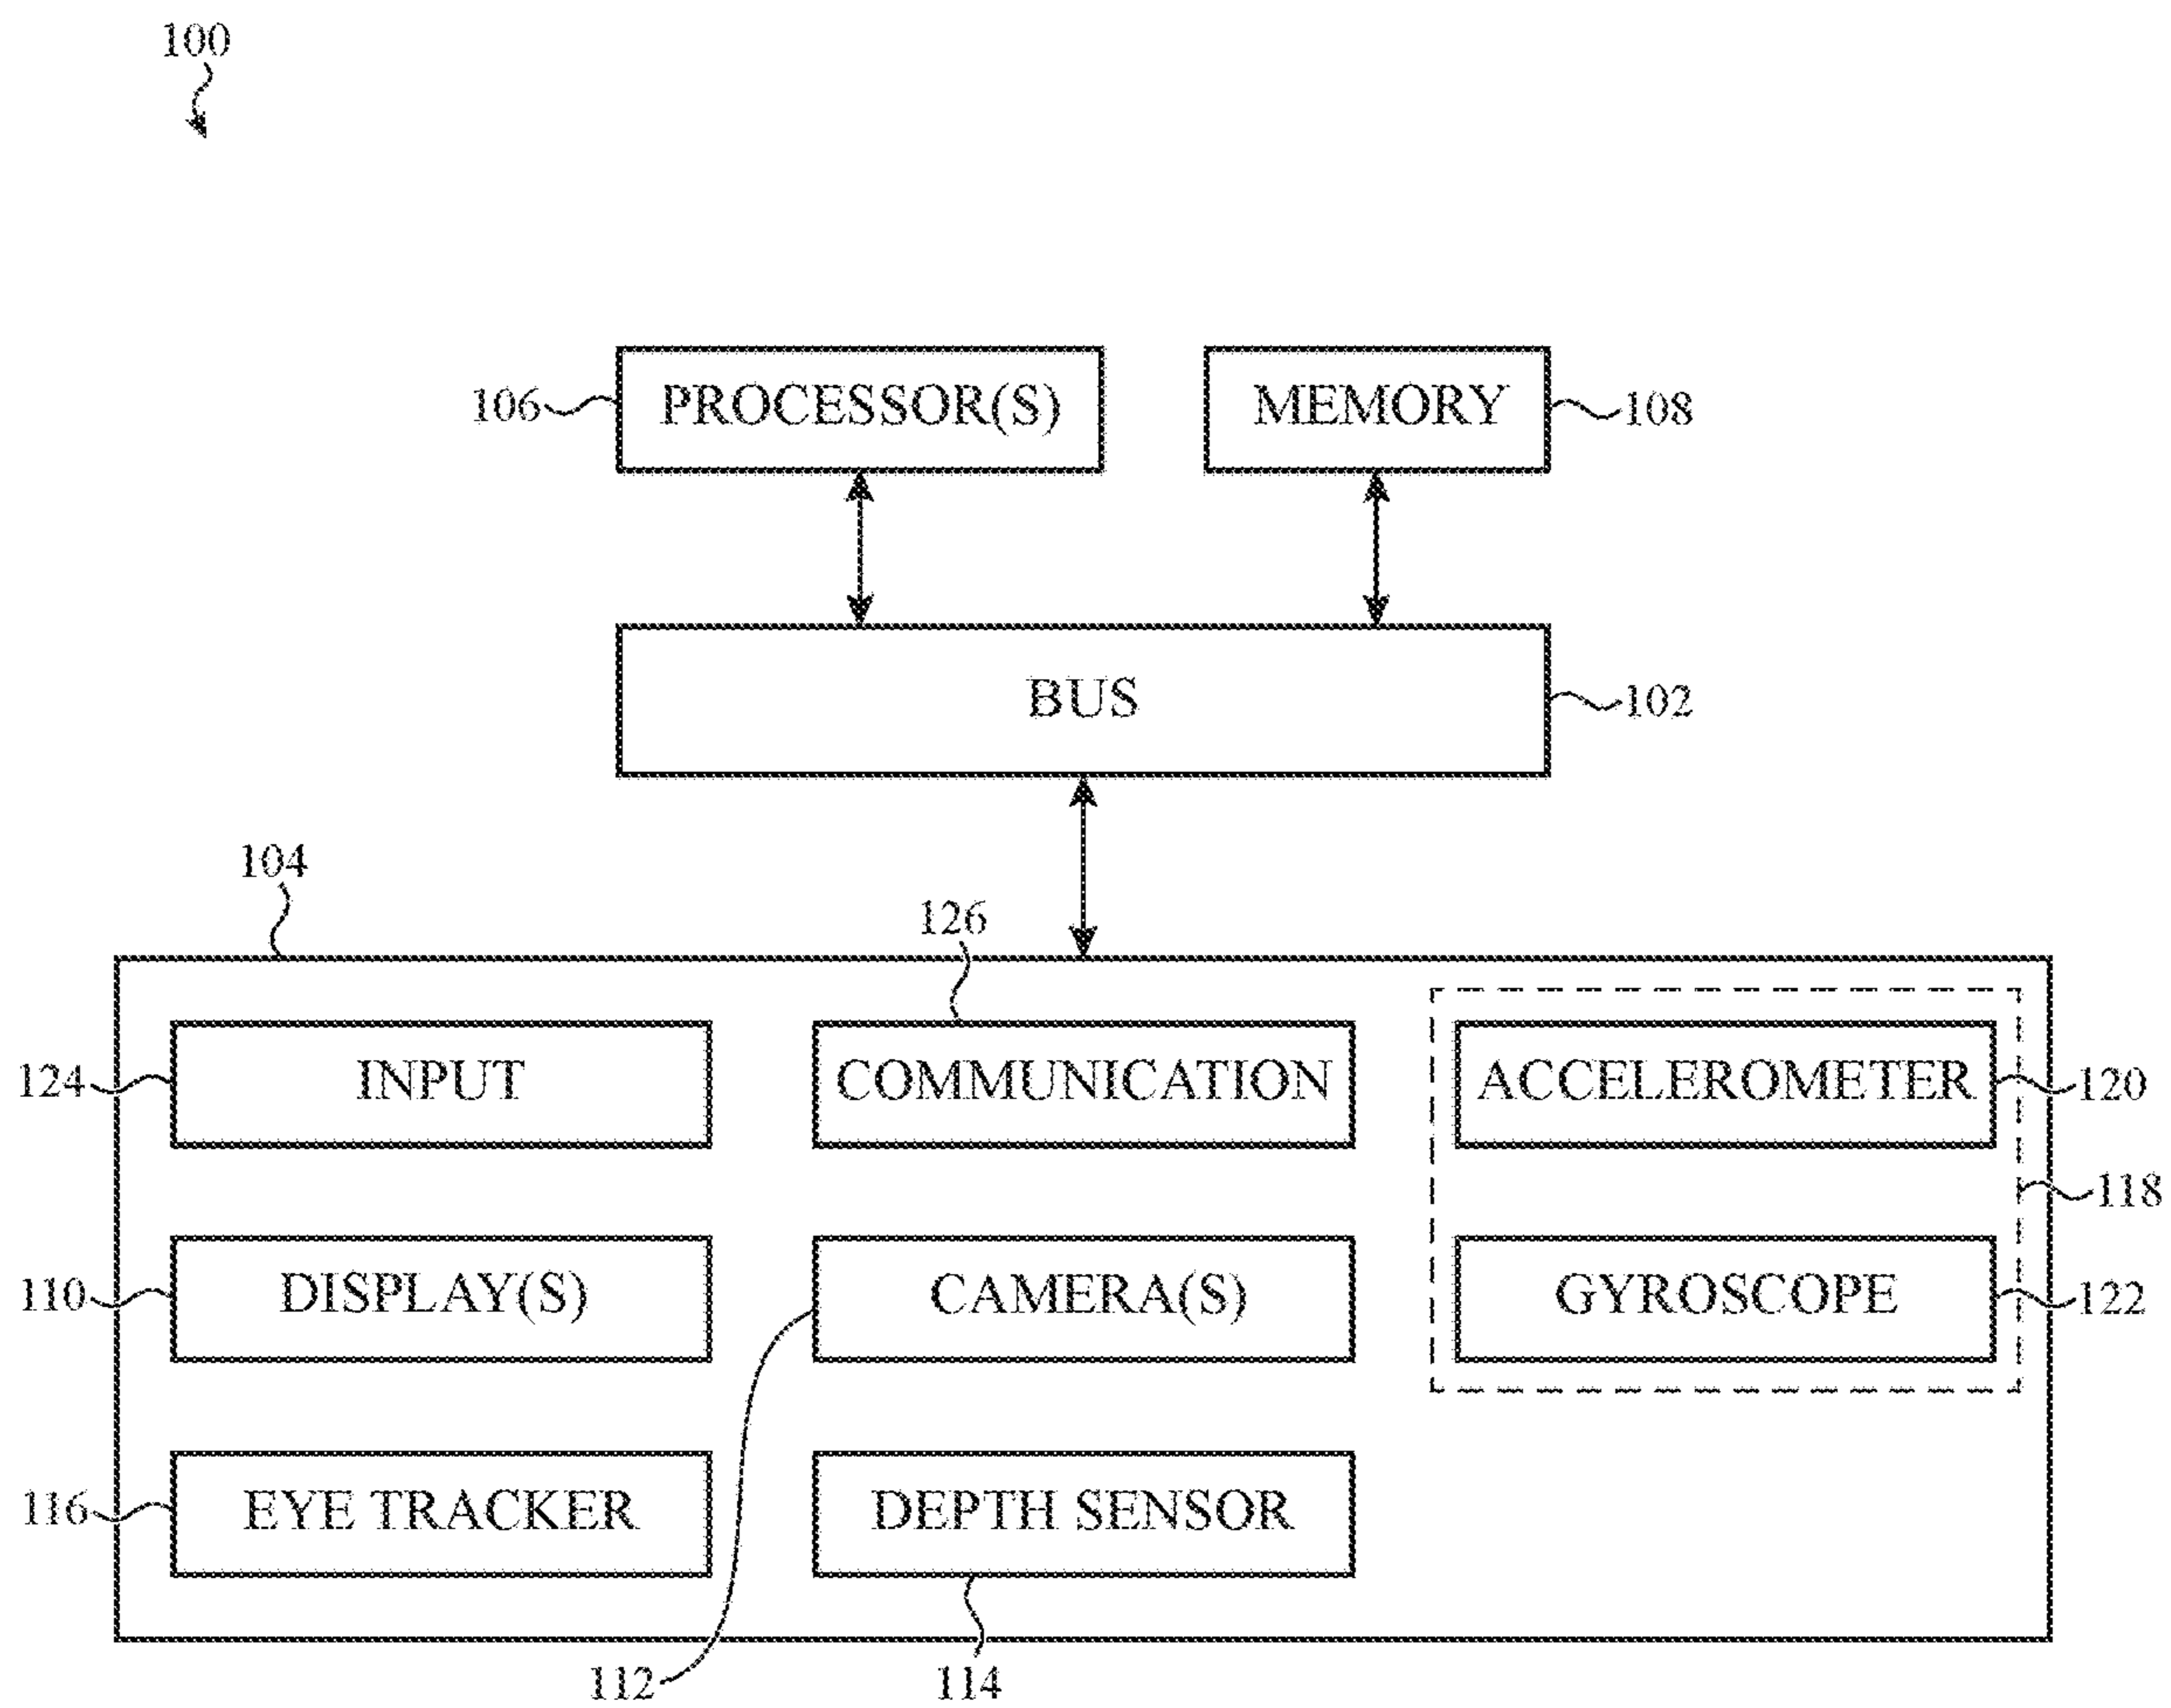 100
106 PROCESSOR(S) MEMORY 108
BUS 102
104
126
124 INPUT COMMUNICATION ACCELEROMETER 120
118
110 DISPLAY(S) CAMERA(S) GYROSCOPE 122
116 EYE TRACKER DEPTH SENSOR
112 114